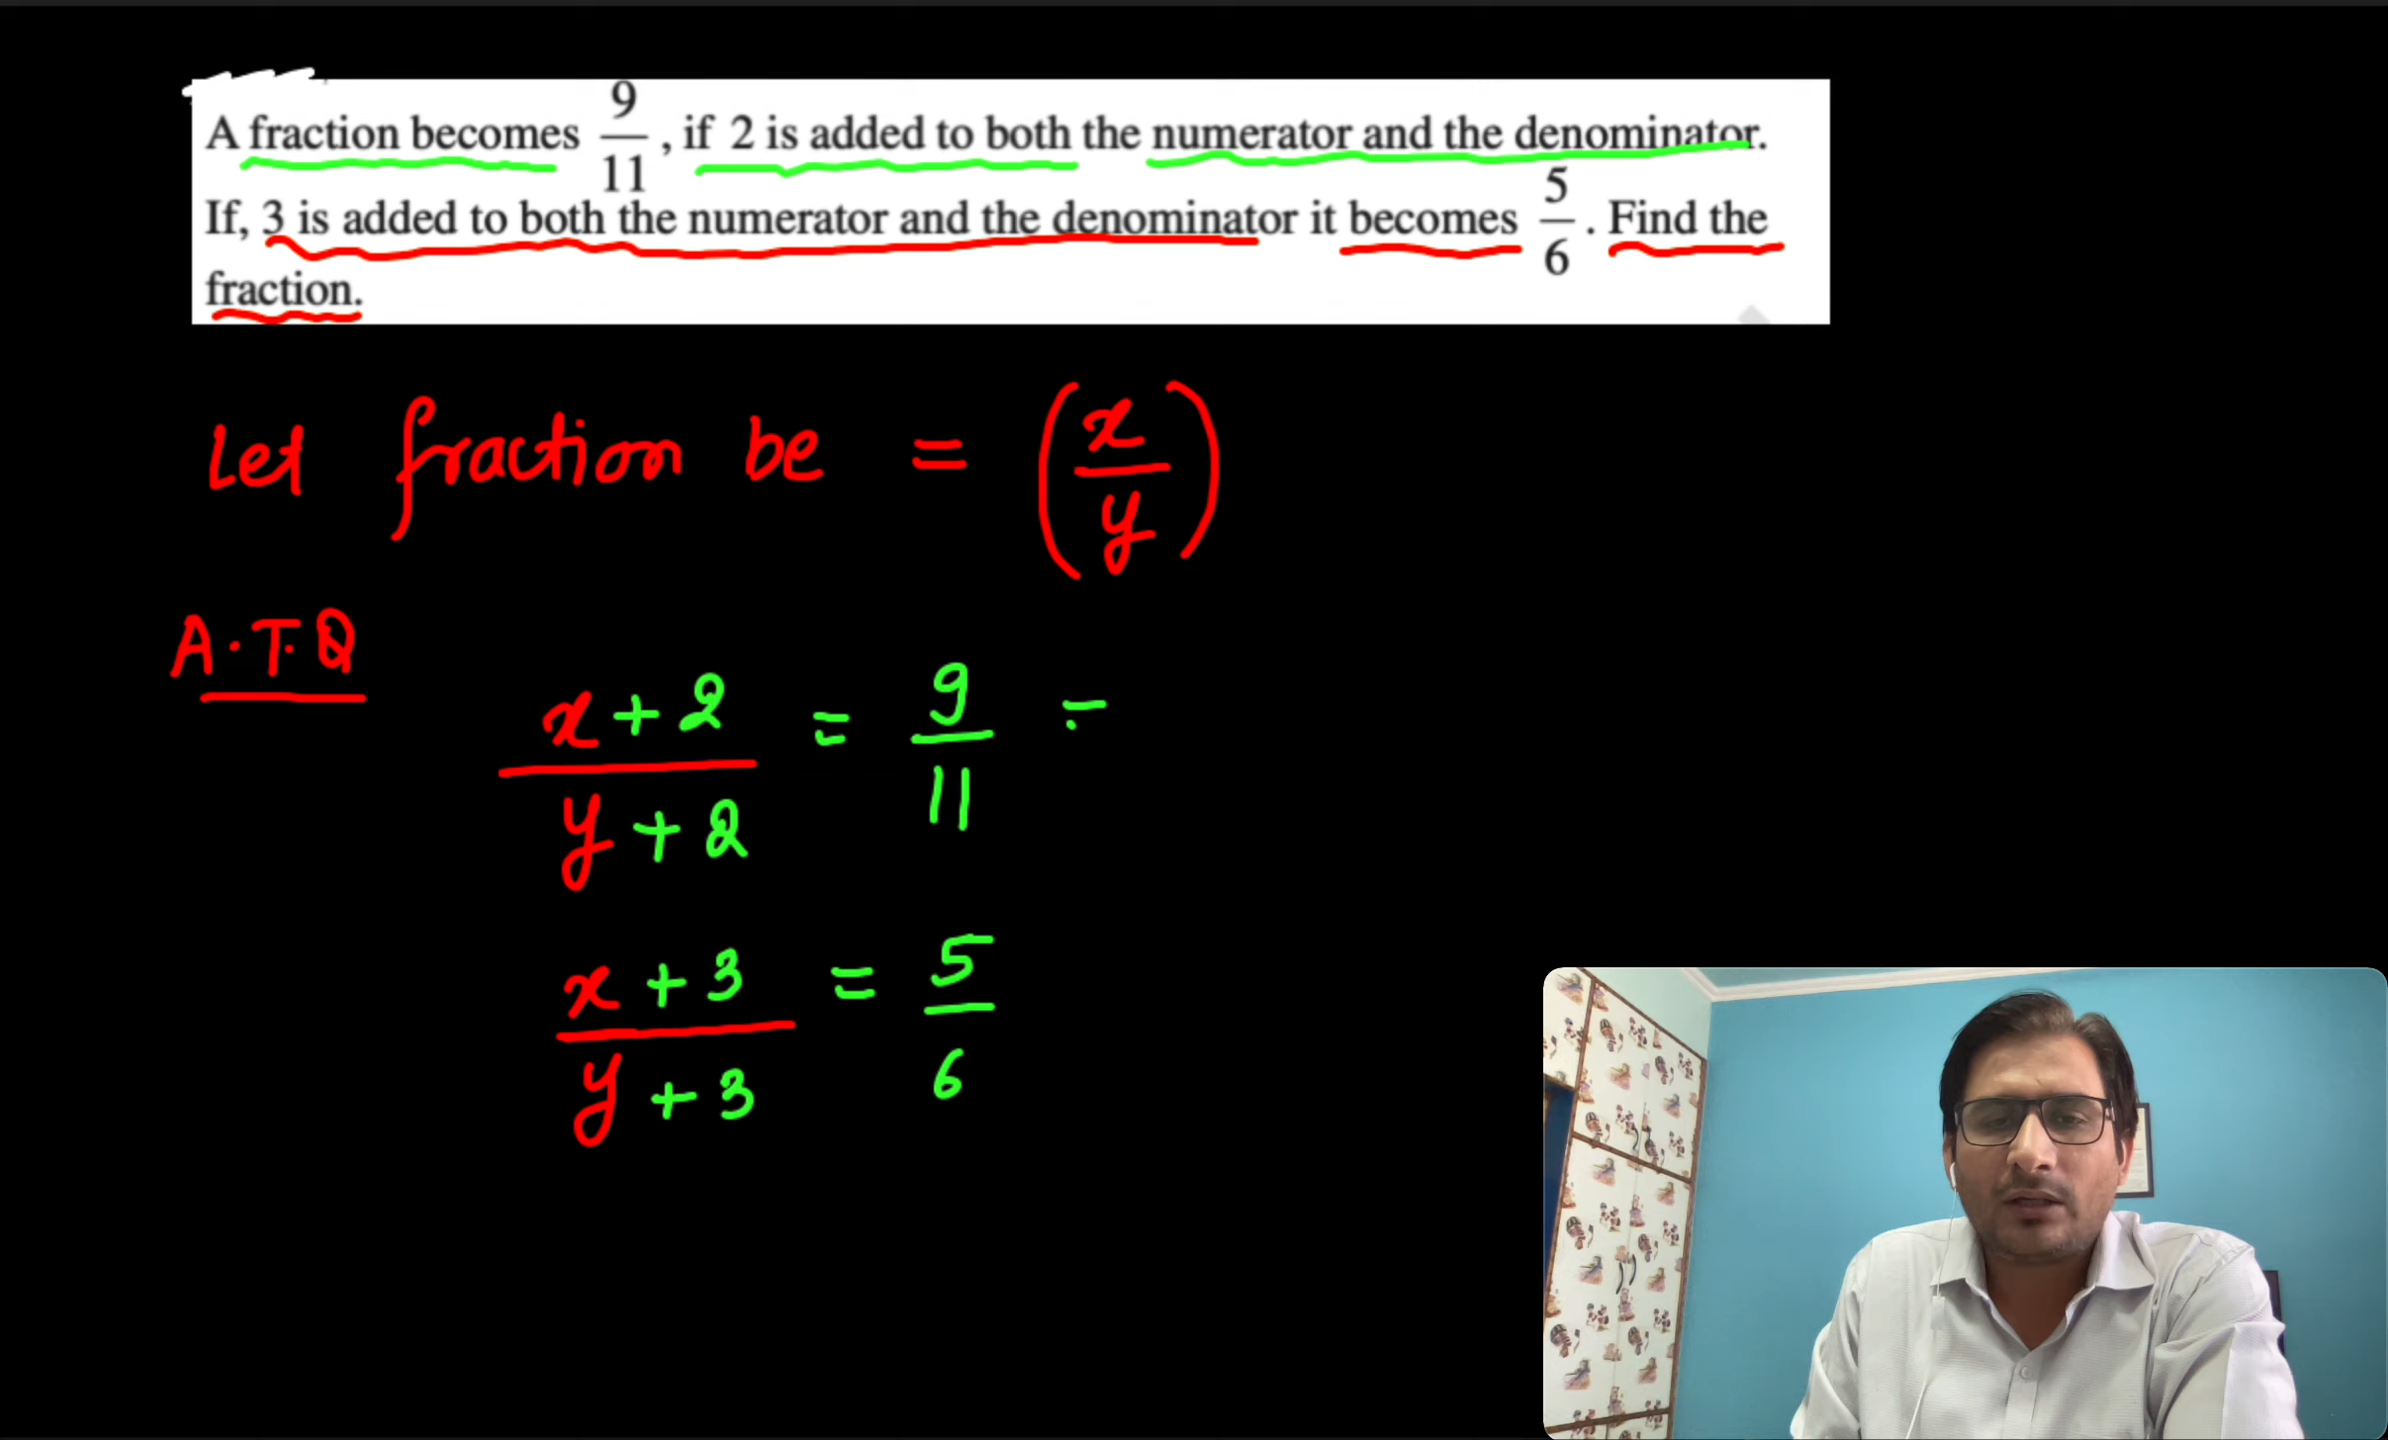 A fraction becomes 9/11, if 2 is added to both the numerator and the denominator.
If, 3 is added to both the numerator and the denominator it becomes 5/6. Find the
fraction.
Let fraction be = (x/y)
A.T.Q
x+2 / y+2 = 9/11 =
x+3 / y+3 = 5/6